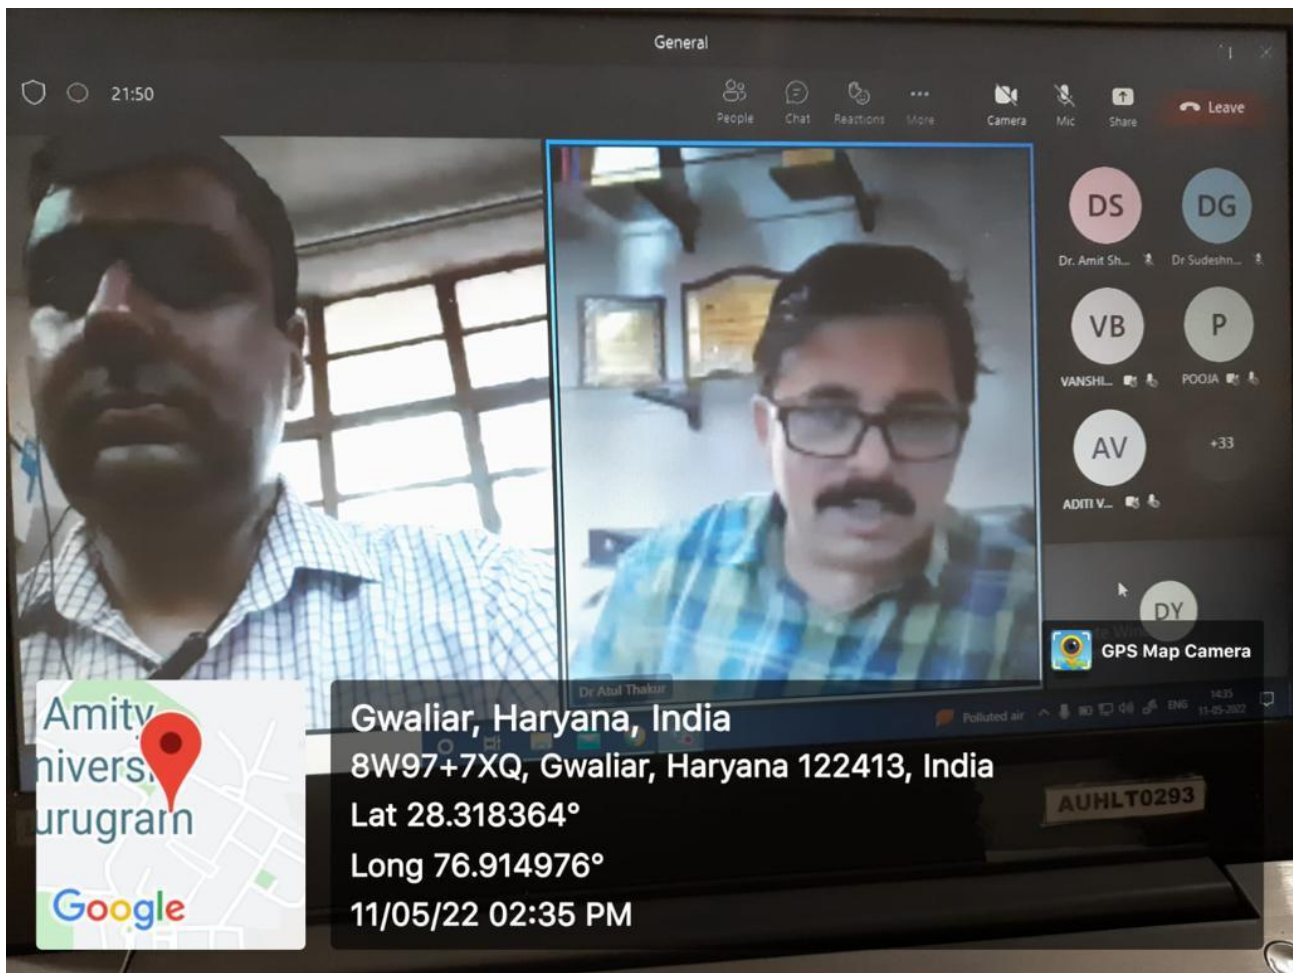 General
21:50
People
Chat
Reactions
More
Camera
Mic
Share
Leave
DS
DG
Dr. Amit Sh...
Dr Sudeshn...
VB
P
VANSHI...
POOJA
AV
+33
ADITI V...
DY
GPS Map Camera
Dr Atul Thakur
Polluted air
ENG
14:35
11-05-2022
AUHLT0293
Amity
niversi
urugram
Google
Gwaliar, Haryana, India
8W97+7XQ, Gwaliar, Haryana 122413, India
Lat 28.318364°
Long 76.914976°
11/05/22 02:35 PM